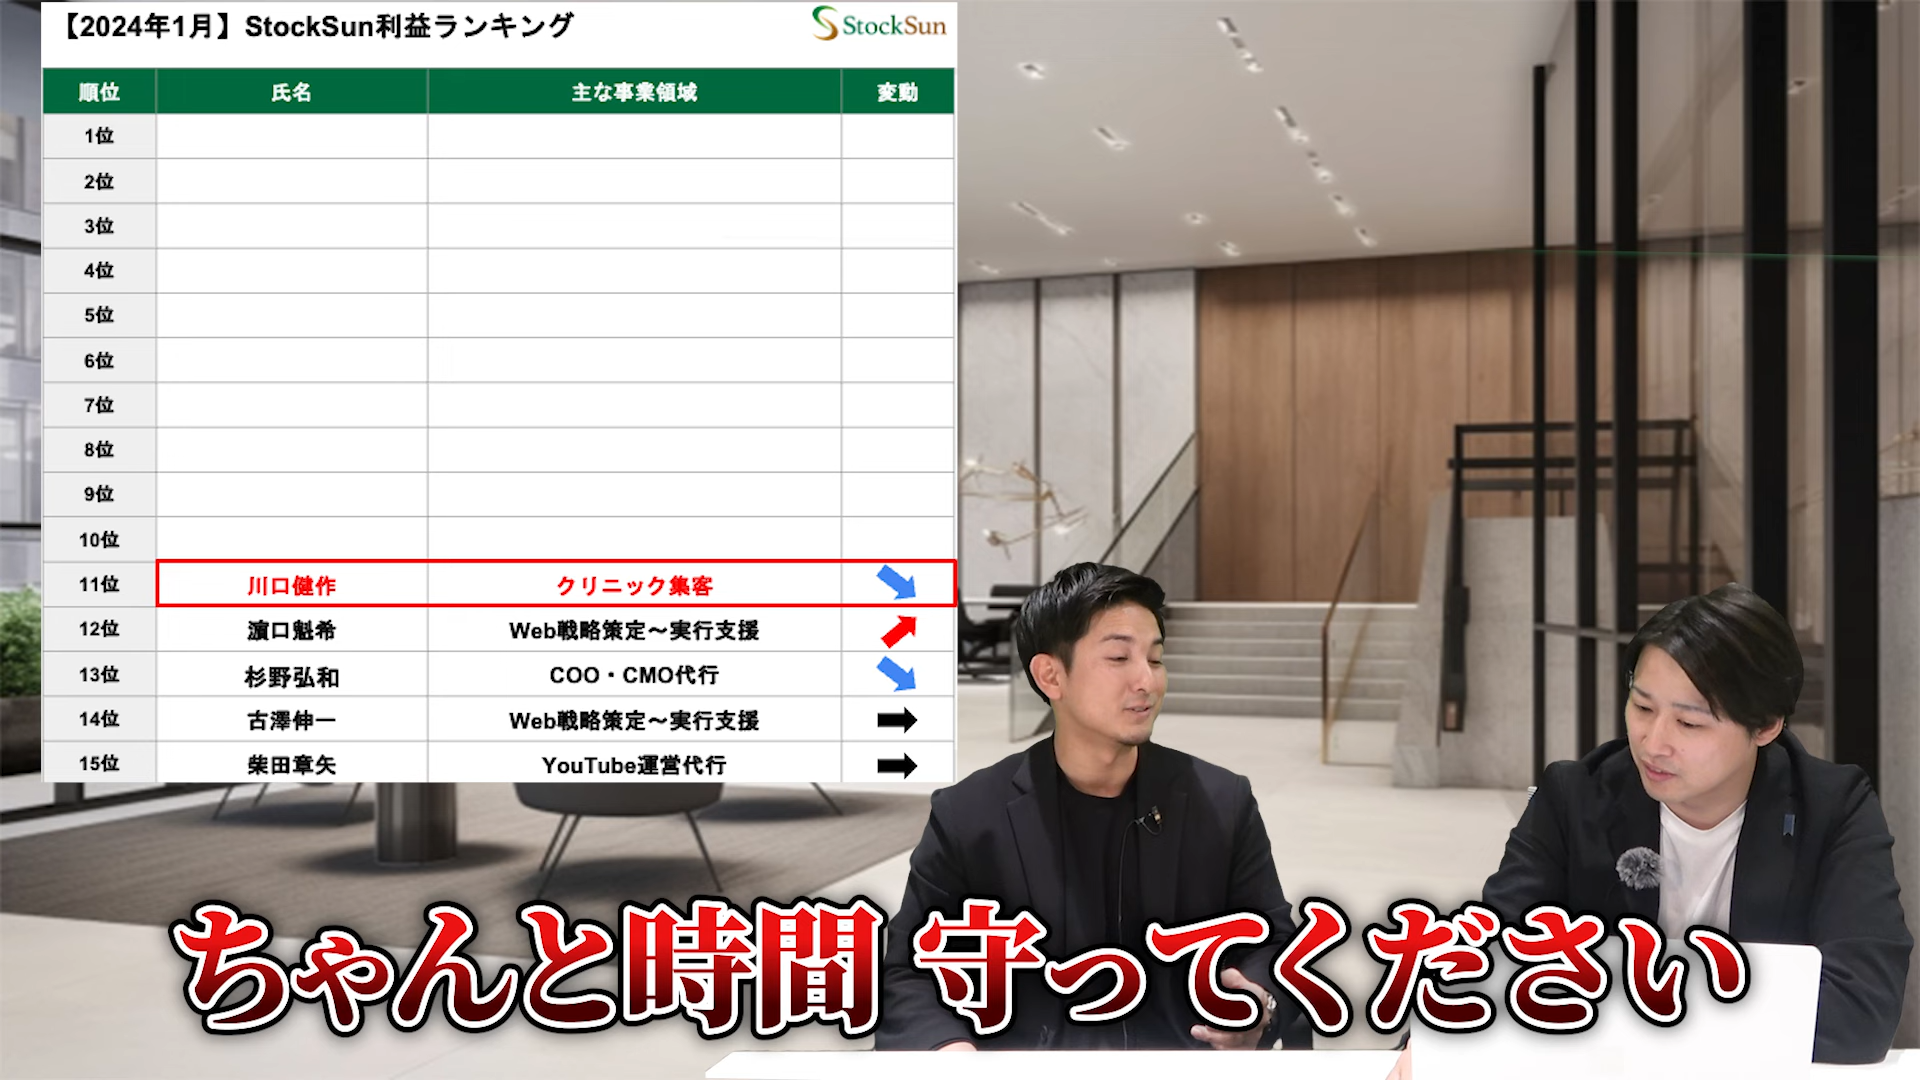 【2024年1月】StockSun利益ランキング
StockSun
順位 氏名 主な事業領域 変動
1位
2位
3位
4位
5位
6位
7位
8位
9位
10位
11位 川口健作 クリニック集客
12位 濵口魁希 Web戦略策定～実行支援
13位 杉野弘和 COO・CMO代行
14位 古澤伸一 Web戦略策定～実行支援
15位 柴田章矢 YouTube運営代行
ちゃんと時間 守ってください